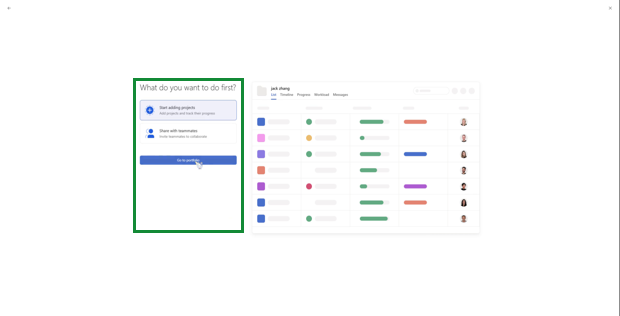 What do you want to do first?
Start adding projects
Add projects and track their progress
Share with teammates
Invite teammates to collaborate
Go to portfolio
jack zhang
List Timeline Progress Workload Messages